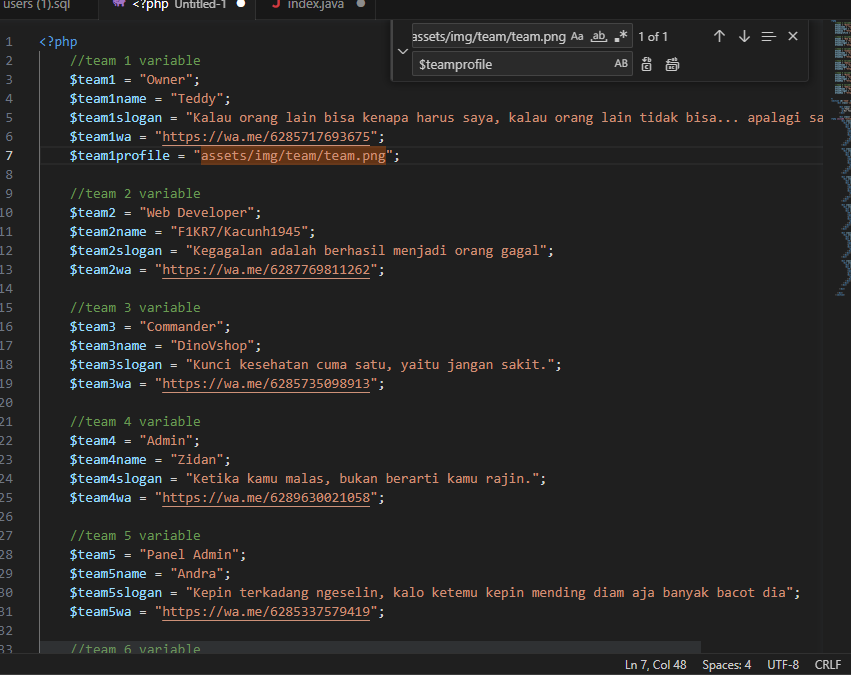 users (1).sql <?php Untitled-1 index.java
assets/img/team/team.png Aa ab .* 1 of 1
$teamprofile AB
1 <?php
2 //team 1 variable
3 $team1 = "Owner";
4 $team1name = "Teddy";
5 $team1slogan = "Kalau orang lain bisa kenapa harus saya, kalau orang lain tidak bisa... apalagi sa
6 $team1wa = "https://wa.me/6285717693675";
7 $team1profile = "assets/img/team/team.png";
8
9 //team 2 variable
10 $team2 = "Web Developer";
11 $team2name = "F1KR7/Kacunh1945";
12 $team2slogan = "Kegagalan adalah berhasil menjadi orang gagal";
13 $team2wa = "https://wa.me/6287769811262";
14
15 //team 3 variable
16 $team3 = "Commander";
17 $team3name = "DinoVshop";
18 $team3slogan = "Kunci kesehatan cuma satu, yaitu jangan sakit.";
19 $team3wa = "https://wa.me/6285735098913";
20
21 //team 4 variable
22 $team4 = "Admin";
23 $team4name = "Zidan";
24 $team4slogan = "Ketika kamu malas, bukan berarti kamu rajin.";
25 $team4wa = "https://wa.me/6289630021058";
26
27 //team 5 variable
28 $team5 = "Panel Admin";
29 $team5name = "Andra";
30 $team5slogan = "Kepin terkadang ngeselin, kalo ketemu kepin mending diam aja banyak bacot dia";
31 $team5wa = "https://wa.me/6285337579419";
32
33 //team 6 variable
Ln 7, Col 48 Spaces: 4 UTF-8 CRLF